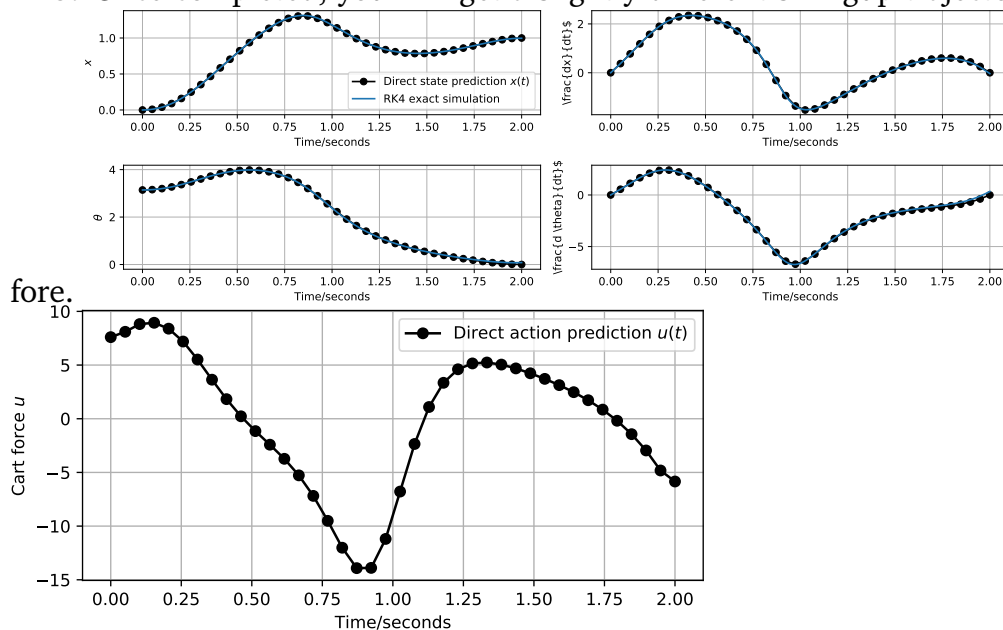 x
1.0
0.5
0.0
Direct state prediction x(t)
RK4 exact simulation
0.00 0.25 0.50 0.75 1.00 1.25 1.50 1.75 2.00
Time/seconds
\frac{dx}{dt}$
2
0
0.00 0.25 0.50 0.75 1.00 1.25 1.50 1.75 2.00
Time/seconds
θ
4
2
0
0.00 0.25 0.50 0.75 1.00 1.25 1.50 1.75 2.00
Time/seconds
\frac{d \theta}{dt}$
0
−5
0.00 0.25 0.50 0.75 1.00 1.25 1.50 1.75 2.00
Time/seconds
fore.
Cart force u
10
5
0
−5
−10
−15
Direct action prediction u(t)
0.00 0.25 0.50 0.75 1.00 1.25 1.50 1.75 2.00
Time/seconds